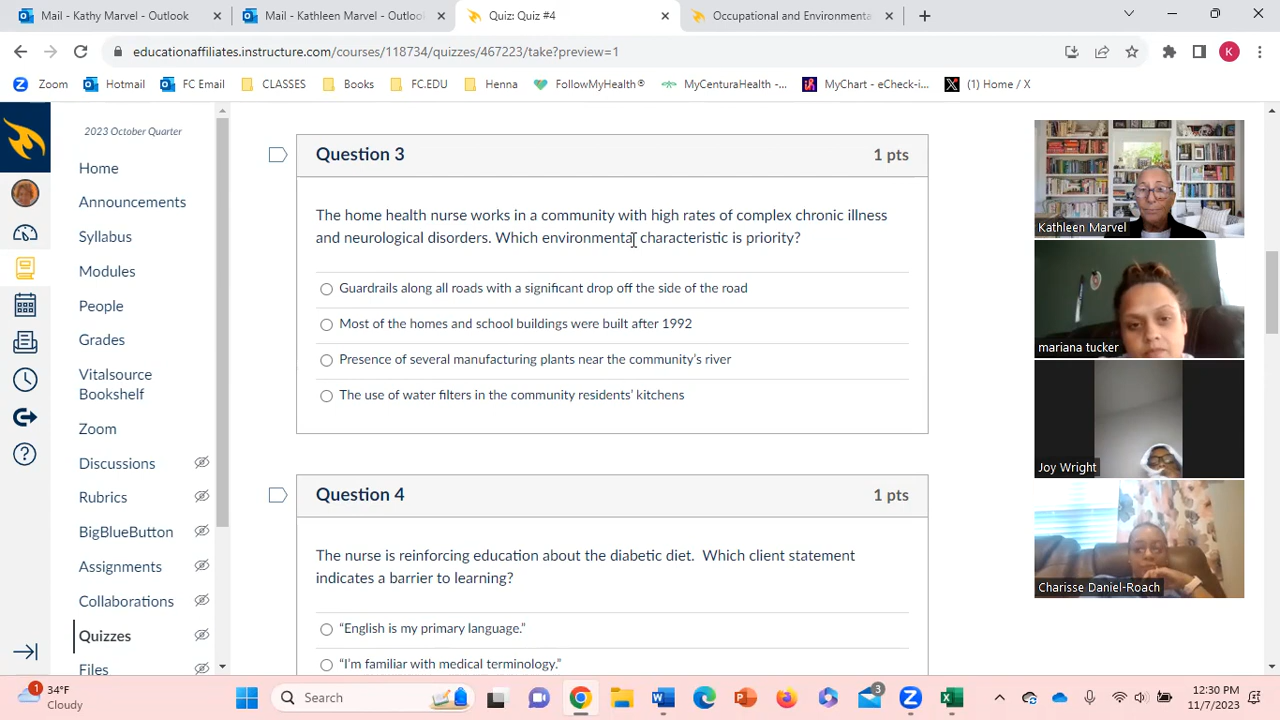 Mail - Kathy Marvel - Outlook
Mail - Kathleen Marvel - Outlook
Quiz: Quiz #4
Occupational and Environmenta
educationaffiliates.instructure.com/courses/118734/quizzes/467223/take?preview=1
K
Zoom
Hotmail
FC Email
CLASSES
Books
FC.EDU
Henna
FollowMyHealth®
MyCenturaHealth -...
MyChart - eCheck-i...
(1) Home / X
2023 October Quarter
Home
Announcements
Syllabus
Modules
People
Grades
Vitalsource
Bookshelf
Zoom
Discussions
Rubrics
BigBlueButton
Assignments
Collaborations
Quizzes
Files
Question 3
1 pts
The home health nurse works in a community with high rates of complex chronic illness
and neurological disorders. Which environmental characteristic is priority?
Guardrails along all roads with a significant drop off the side of the road
Most of the homes and school buildings were built after 1992
Presence of several manufacturing plants near the community's river
The use of water filters in the community residents' kitchens
Question 4
1 pts
The nurse is reinforcing education about the diabetic diet. Which client statement
indicates a barrier to learning?
"English is my primary language."
"I'm familiar with medical terminology."
Kathleen Marvel
mariana tucker
Joy Wright
Charisse Daniel-Roach
1
34°F
Cloudy
Search
3
12:30 PM
11/7/2023